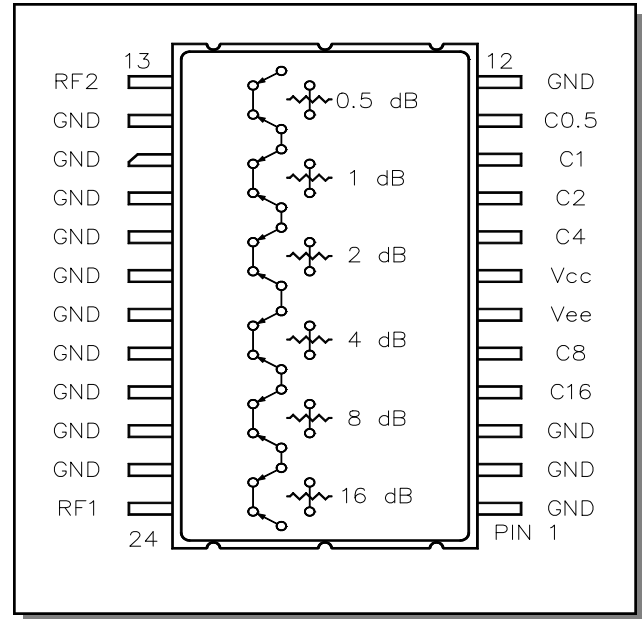 13 12
RF2 0.5 dB GND
GND C0.5
GND 1 dB C1
GND C2
GND 2 dB C4
GND Vcc
GND Vee
GND 4 dB C8
GND C16
GND 8 dB GND
GND GND
RF1 16 dB GND
24 PIN 1